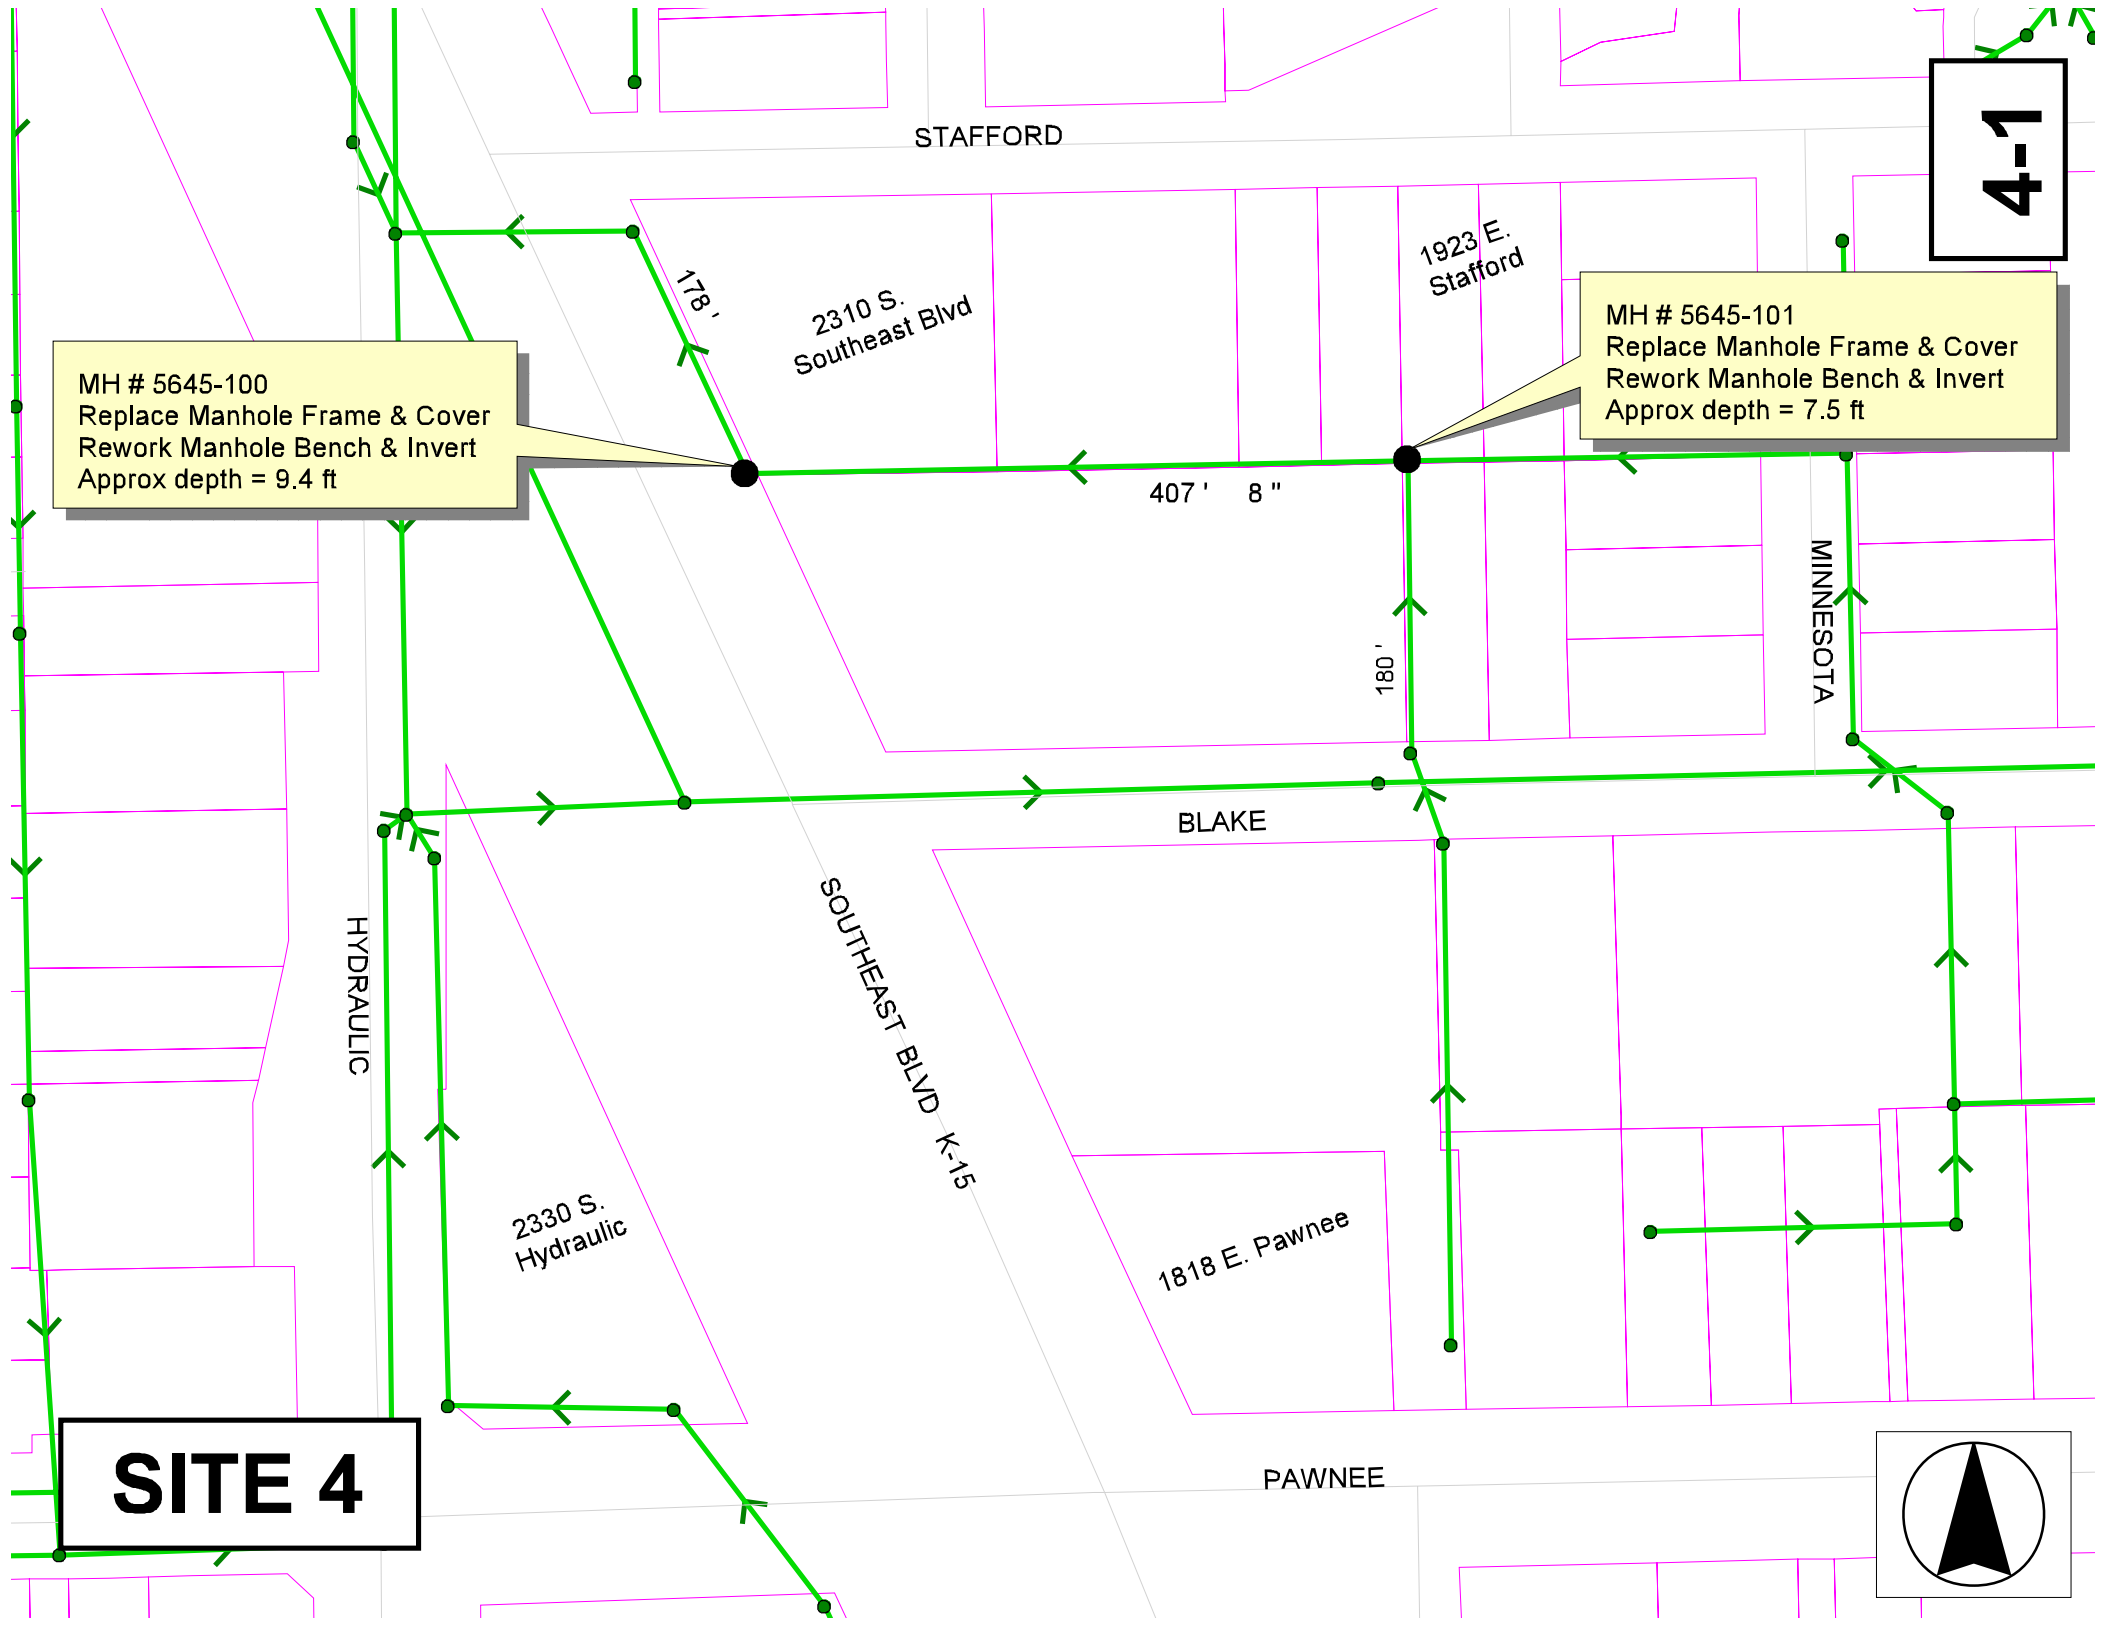 STAFFORD
4-1
1923 E.
Stafford
178 '
2310 S.
Southeast Blvd
MH # 5645-101
Replace Manhole Frame & Cover
Rework Manhole Bench & Invert
Approx depth = 7.5 ft
MH # 5645-100
Replace Manhole Frame & Cover
Rework Manhole Bench & Invert
Approx depth = 9.4 ft
407 ' 8 "
MINNESOTA
180 '
BLAKE
HYDRAULIC
SOUTHEAST BLVD K-15
2330 S.
Hydraulic
1818 E. Pawnee
SITE 4
PAWNEE